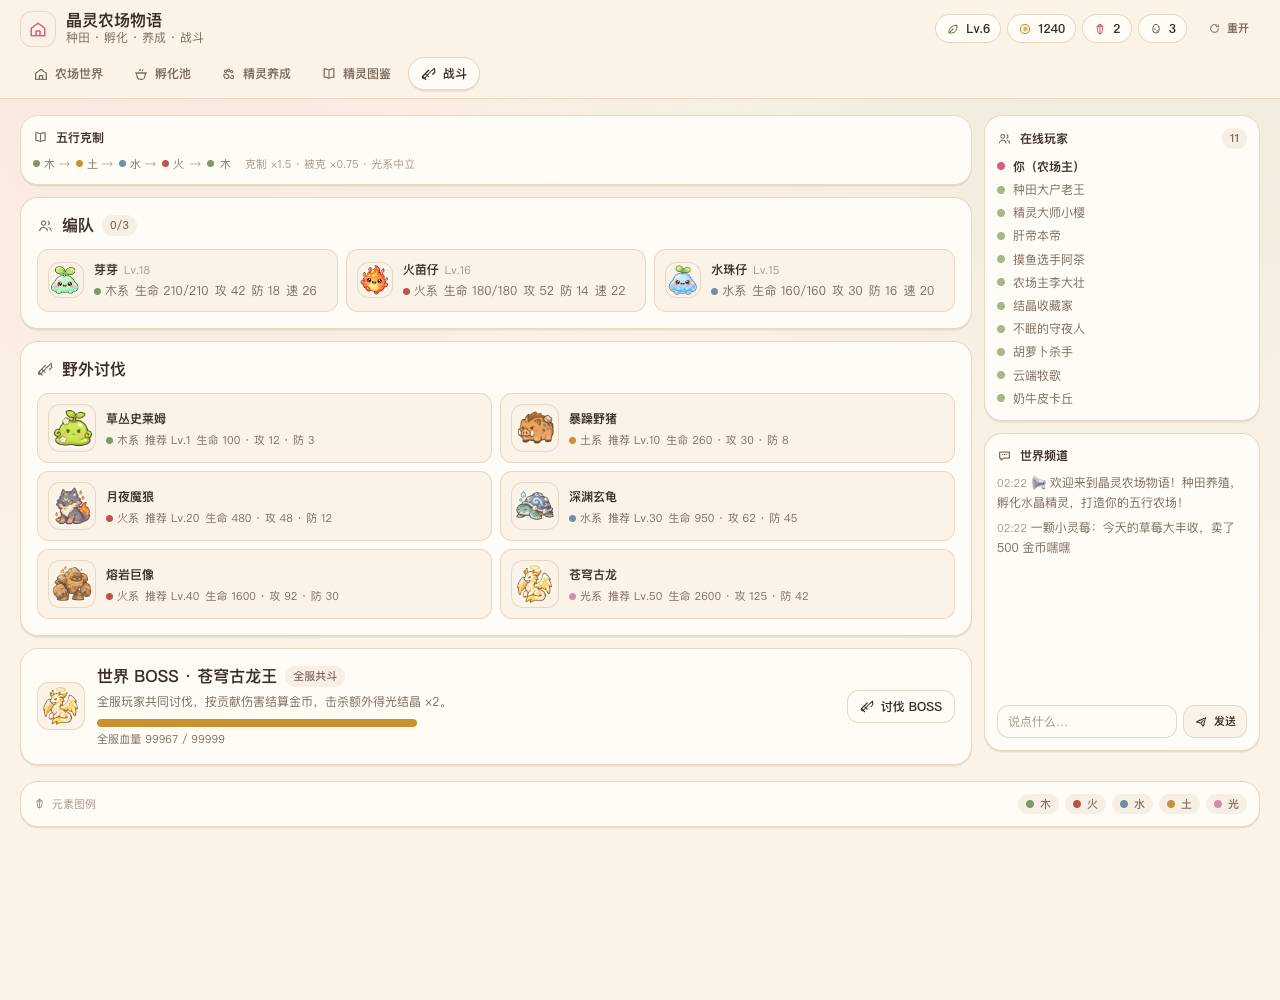 晶灵农场物语
种田 · 孵化 · 养成 · 战斗
Lv.6
1240
2
3
重开
农场世界
孵化池
精灵养成
精灵图鉴
战斗
五行克制
木 → 土 → 水 → 火 → 木 克制 ×1.5 · 被克 ×0.75 · 光系中立
编队 0/3
芽芽 Lv.18
木系 生命 210/210 攻 42 防 18 速 26
火苗仔 Lv.16
火系 生命 180/180 攻 52 防 14 速 22
水珠仔 Lv.15
水系 生命 160/160 攻 30 防 16 速 20
野外讨伐
草丛史莱姆
木系 推荐 Lv.1 生命 100 · 攻 12 · 防 3
暴躁野猪
土系 推荐 Lv.10 生命 260 · 攻 30 · 防 8
月夜魔狼
火系 推荐 Lv.20 生命 480 · 攻 48 · 防 12
深渊玄龟
水系 推荐 Lv.30 生命 950 · 攻 62 · 防 45
熔岩巨像
火系 推荐 Lv.40 生命 1600 · 攻 92 · 防 30
苍穹古龙
光系 推荐 Lv.50 生命 2600 · 攻 125 · 防 42
世界 BOSS · 苍穹古龙王 全服共斗
全服玩家共同讨伐，按贡献伤害结算金币，击杀额外得光结晶 ×2。
全服血量 99967 / 99999
讨伐 BOSS
在线玩家 11
你（农场主）
种田大户老王
精灵大师小樱
肝帝本帝
摸鱼选手阿茶
农场主李大壮
结晶收藏家
不眠的守夜人
胡萝卜杀手
云端牧歌
奶牛皮卡丘
世界频道
02:22 📢 欢迎来到晶灵农场物语！种田养殖，
孵化水晶精灵，打造你的五行农场！
02:22 一颗小灵莓：今天的草莓大丰收，卖了
500 金币嘿嘿
说点什么…
发送
元素图例
木 火 水 土 光